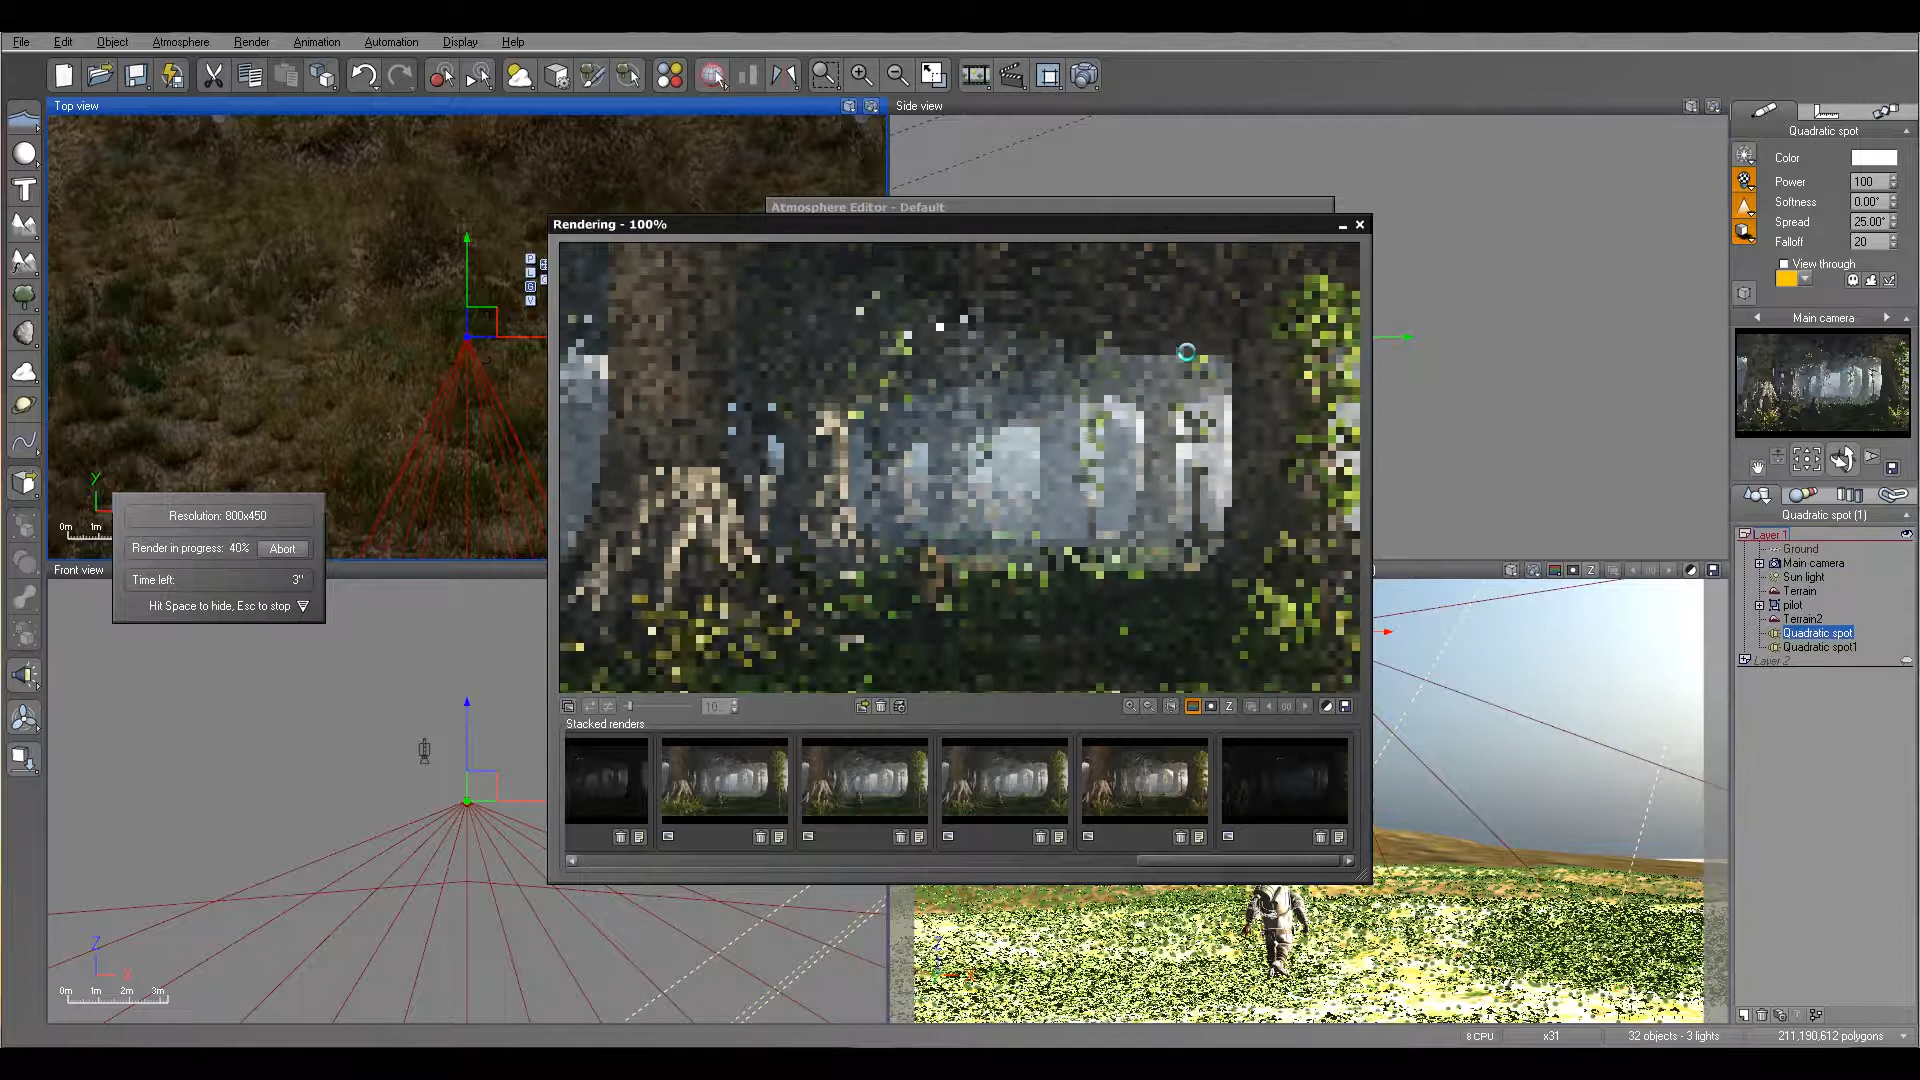 File Edit Object Atmosphere Render Animation Automation Display Help
Top view
Side view
Quadratic spot
Color
Power 100
Softness 0.00°
Spread 25.00°
Falloff 20
View through
Main camera
Atmosphere Editor - Default
Rendering - 100%
P
L
G
V
Y
0m 1m
Resolution: 800x450
Render in progress: 40% Abort
Time left: 3"
Hit Space to hide, Esc to stop
Front view
Z
Z X
0m 1m 2m 3m
10
Z
Stacked renders
Z
Quadratic spot (1)
Layer 1
Ground
Main camera
Sun light
Terrain
pilot
Terrain2
Quadratic spot
Quadratic spot1
Layer 2
8 CPU x31 32 objects - 3 lights 211,190,612 polygons